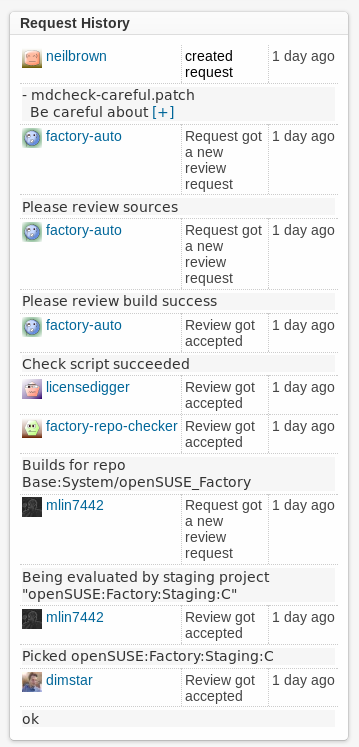 Request History
neilbrown created request 1 day ago
- mdcheck-careful.patch
Be careful about [+]
factory-auto Request got a new review request 1 day ago
Please review sources
factory-auto Request got a new review request 1 day ago
Please review build success
factory-auto Review got accepted 1 day ago
Check script succeeded
licensedigger Review got accepted 1 day ago
factory-repo-checker Review got accepted 1 day ago
Builds for repo
Base:System/openSUSE_Factory
mlin7442 Request got a new review request 1 day ago
Being evaluated by staging project
"openSUSE:Factory:Staging:C"
mlin7442 Review got accepted 1 day ago
Picked openSUSE:Factory:Staging:C
dimstar Review got accepted 1 day ago
ok